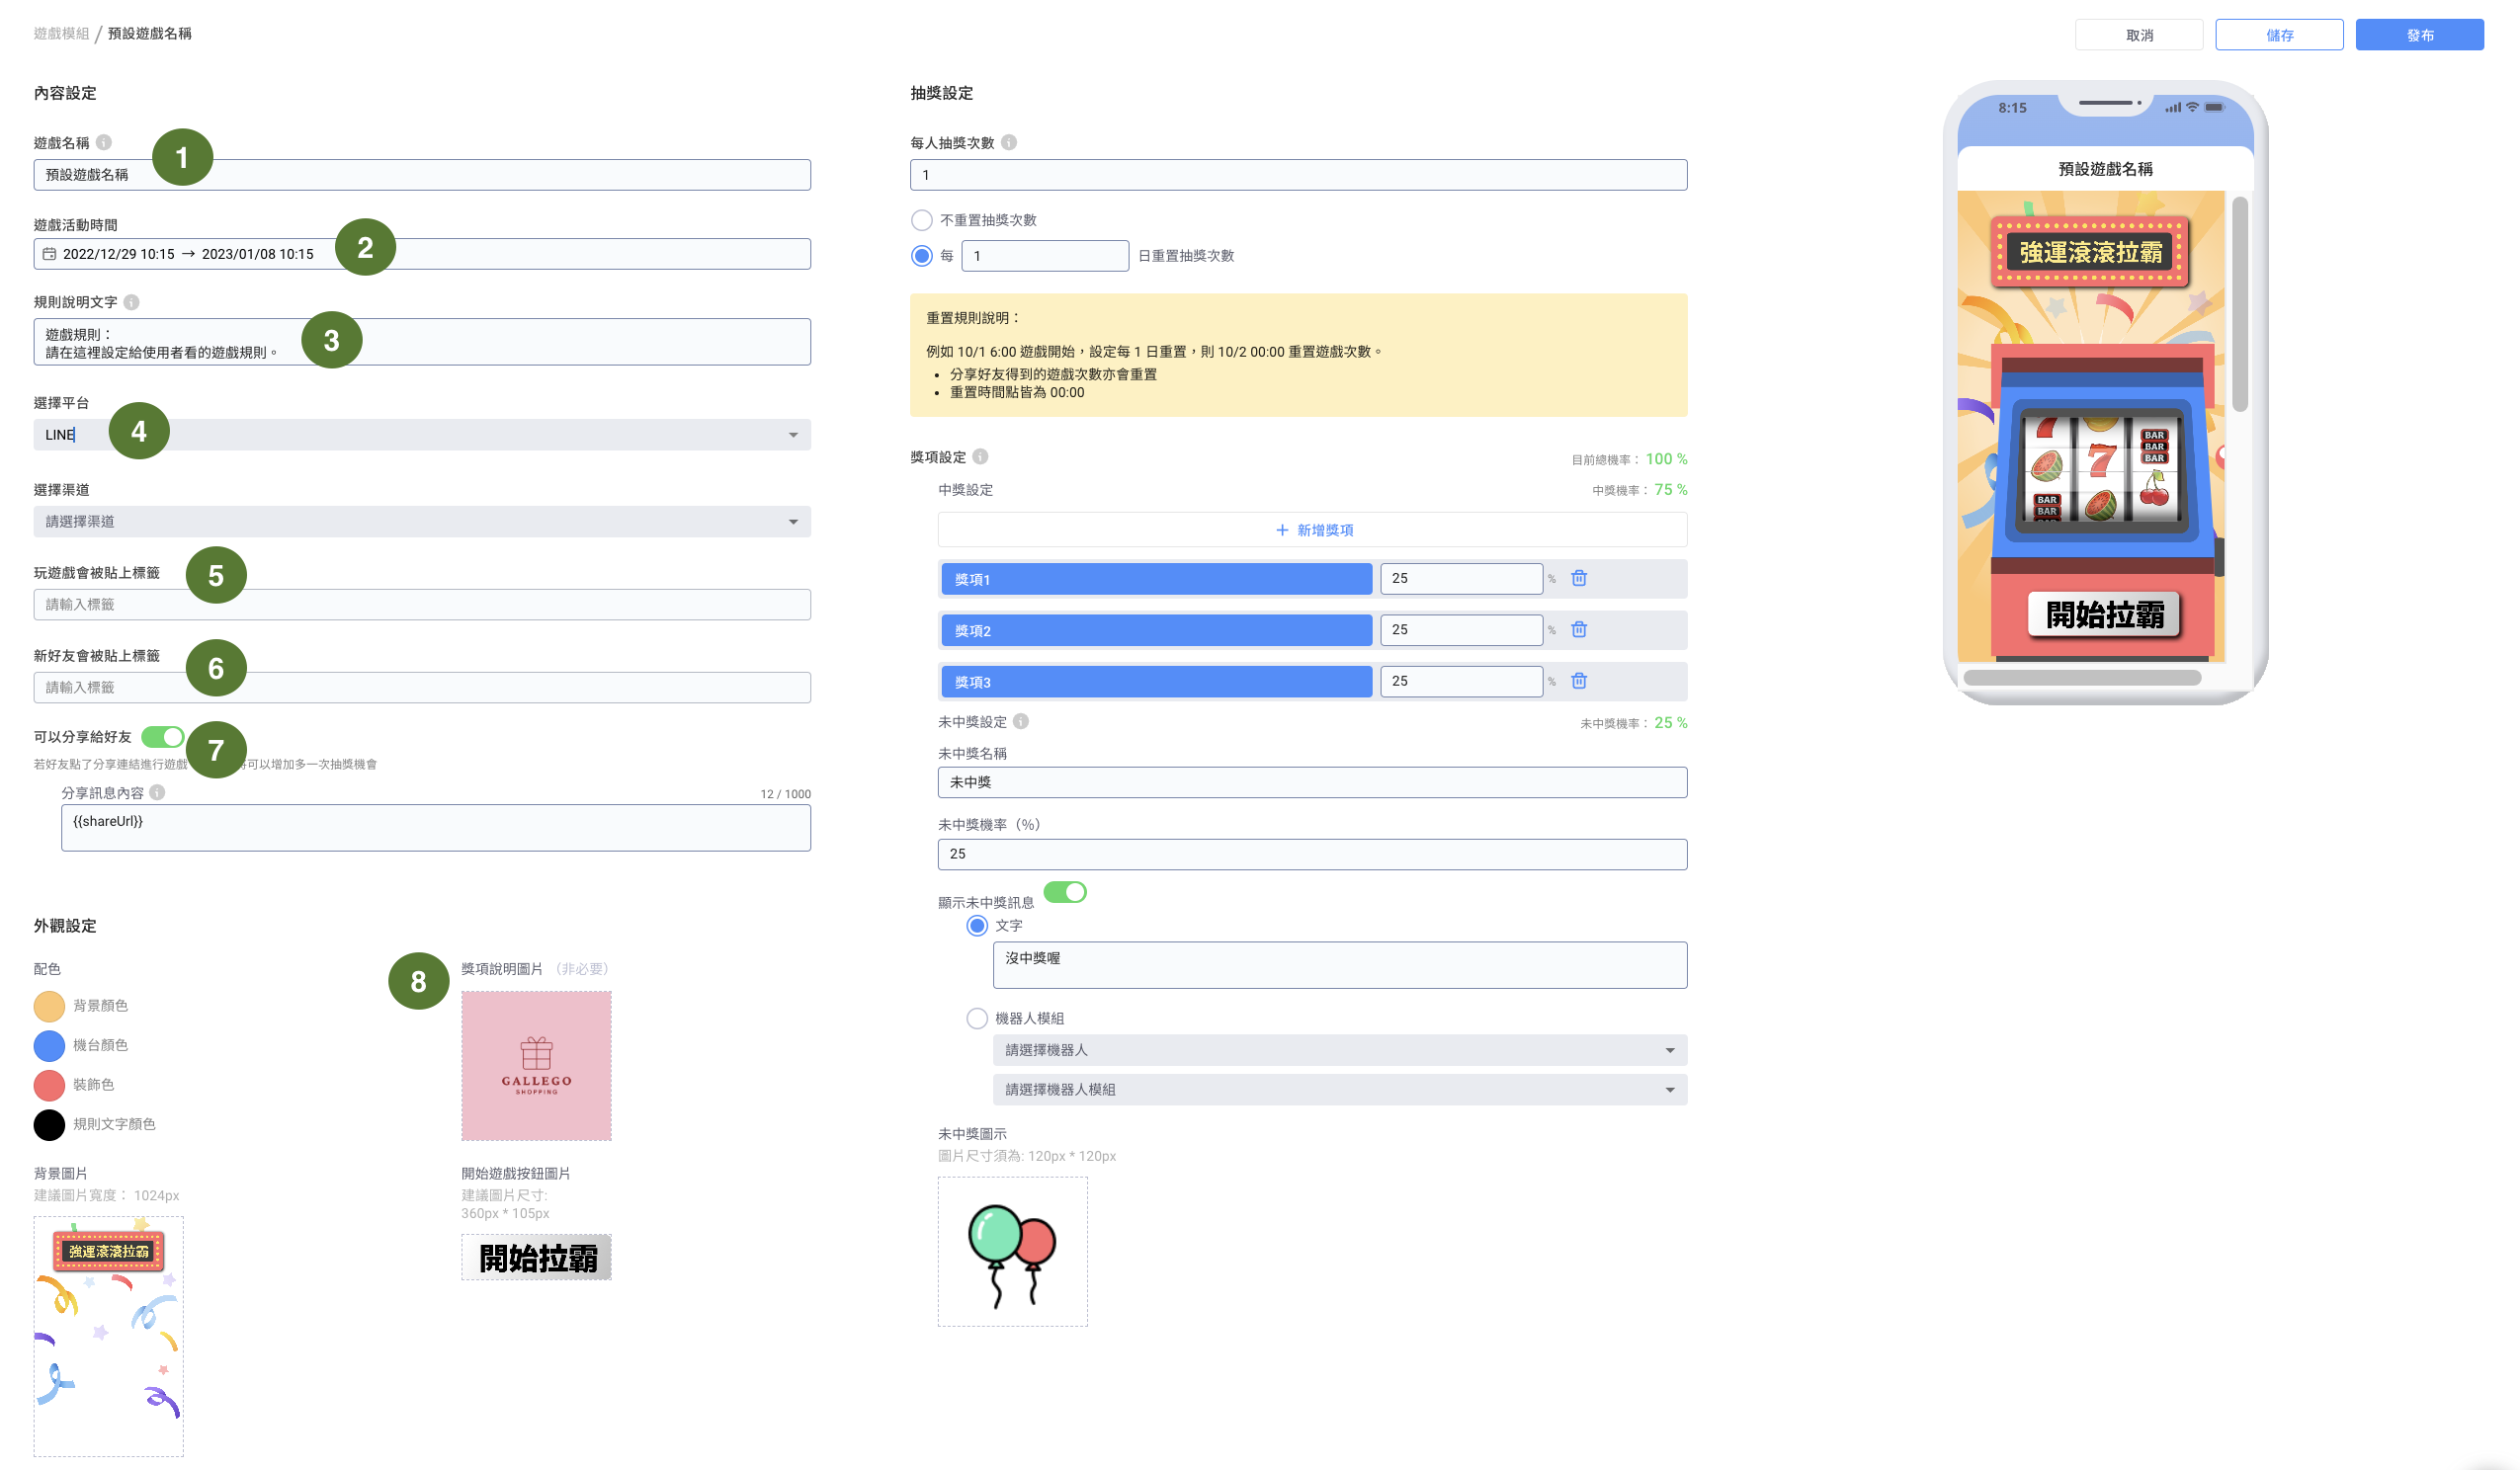 遊戲模組 / 預設遊戲名稱
取消
儲存
發布
內容設定
遊戲名稱
1
預設遊戲名稱
遊戲活動時間
2
2022/12/29 10:15 → 2023/01/08 10:15
規則說明文字
3
遊戲規則：
請在這裡設定給使用者看的遊戲規則。
選擇平台
4
LINE
選擇渠道
請選擇渠道
玩遊戲會被貼上標籤
5
請輸入標籤
新好友會被貼上標籤
6
請輸入標籤
可以分享給好友
7
若好友點了分享連結進行遊戲
可以增加多一次抽獎機會
分享訊息內容
12 / 1000
{{shareUrl}}
外觀設定
配色
背景顏色
機台顏色
裝飾色
規則文字顏色
8
獎項說明圖片 （非必要）
GALLEGO
SHOPPING
背景圖片
建議圖片寬度： 1024px
強運滾滾拉霸
開始遊戲按鈕圖片
建議圖片尺寸:
360px * 105px
開始拉霸
抽獎設定
每人抽獎次數
1
不重置抽獎次數
每 1 日重置抽獎次數
重置規則說明：
例如 10/1 6:00 遊戲開始，設定每 1 日重置，則 10/2 00:00 重置遊戲次數。
• 分享好友得到的遊戲次數亦會重置
• 重置時間點皆為 00:00
獎項設定
目前總機率： 100 %
中獎設定
中獎機率： 75 %
＋ 新增獎項
獎項1 25 %
獎項2 25 %
獎項3 25 %
未中獎設定
未中獎機率： 25 %
未中獎名稱
未中獎
未中獎機率（%）
25
顯示未中獎訊息
文字
沒中獎喔
機器人模組
請選擇機器人
請選擇機器人模組
未中獎圖示
圖片尺寸須為: 120px * 120px
8:15
預設遊戲名稱
強運滾滾拉霸
7
BAR
BAR
BAR
7
BAR
BAR
開始拉霸